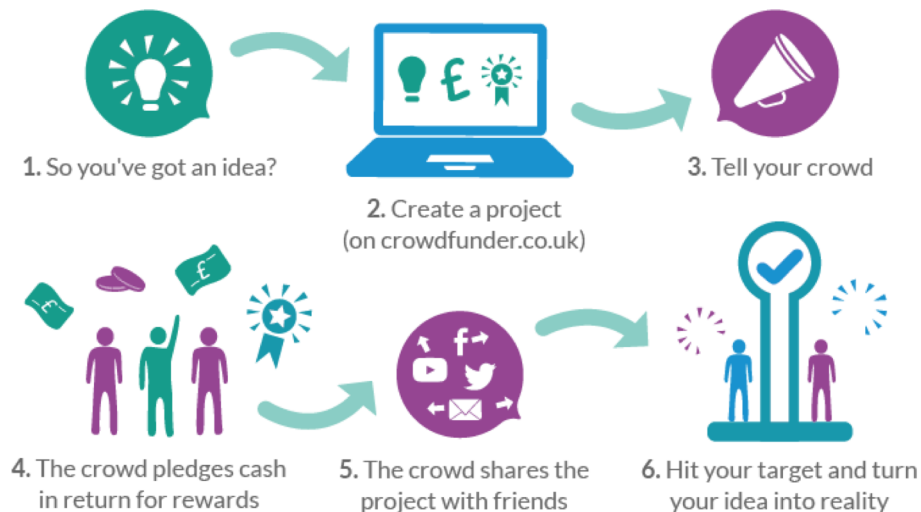 1. So you've got an idea?
2. Create a project
(on crowdfunder.co.uk)
3. Tell your crowd
4. The crowd pledges cash
in return for rewards
5. The crowd shares the
project with friends
6. Hit your target and turn
your idea into reality